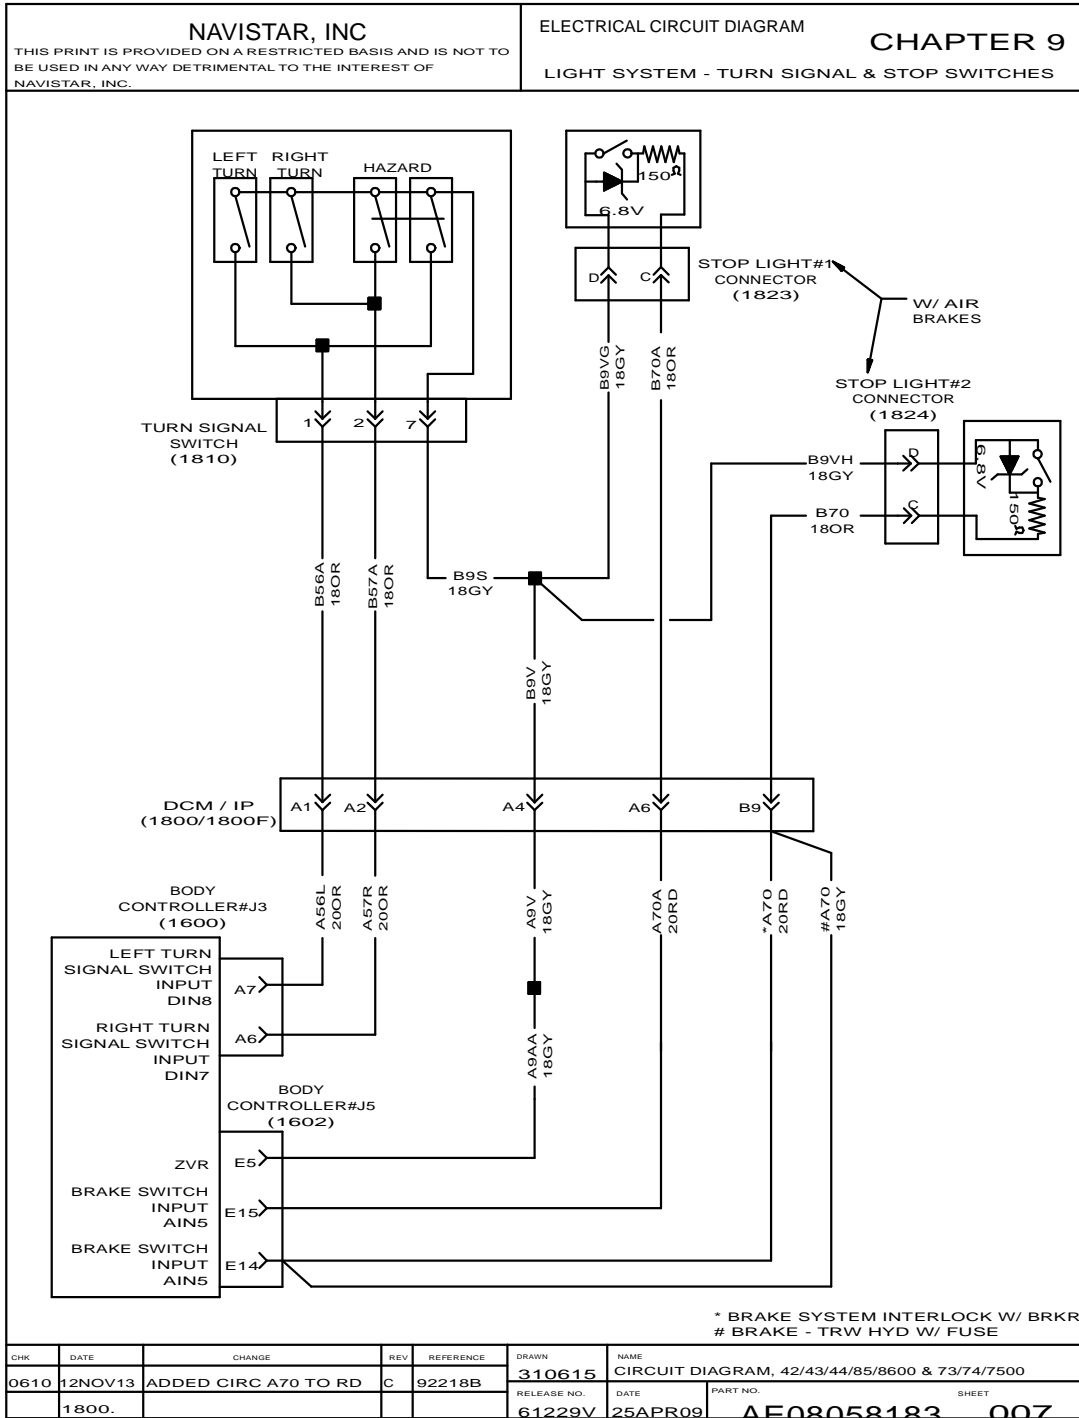 NAVISTAR, INC
THIS PRINT IS PROVIDED ON A RESTRICTED BASIS AND IS NOT TO
BE USED IN ANY WAY DETRIMENTAL TO THE INTEREST OF
NAVISTAR, INC.
ELECTRICAL CIRCUIT DIAGRAM
CHAPTER 9
LIGHT SYSTEM - TURN SIGNAL & STOP SWITCHES
LEFT
TURN
RIGHT
TURN
HAZARD
150Ω
6.8V
D
C
STOP LIGHT#1
CONNECTOR
(1823)
W/ AIR
BRAKES
STOP LIGHT#2
CONNECTOR
(1824)
B9VG
18GY
B70A
18OR
TURN SIGNAL
SWITCH
(1810)
1
2
7
B9VH
18GY
B70
18OR
D
C
6.8V
150Ω
B56A
18OR
B57A
18OR
B9S
18GY
B9V
18GY
DCM / IP
(1800/1800F)
A1
A2
A4
A6
B9
A56L
20OR
A57R
20OR
A9V
18GY
A70A
20RD
*A70
20RD
#A70
18GY
BODY
CONTROLLER#J3
(1600)
LEFT TURN
SIGNAL SWITCH
INPUT
DIN8
A7
RIGHT TURN
SIGNAL SWITCH
INPUT
DIN7
A6
A9AA
18GY
BODY
CONTROLLER#J5
(1602)
ZVR
E5
BRAKE SWITCH
INPUT
AIN5
E15
BRAKE SWITCH
INPUT
AIN5
E14
* BRAKE SYSTEM INTERLOCK W/ BRKR
# BRAKE - TRW HYD W/ FUSE
CHK DATE CHANGE REV REFERENCE
0610 12NOV13 ADDED CIRC A70 TO RD C 92218B
1800.
DRAWN
310615
NAME
CIRCUIT DIAGRAM, 42/43/44/85/8600 & 73/74/7500
RELEASE NO.
61229V
DATE
25APR09
PART NO.
AE08058183
SHEET
007